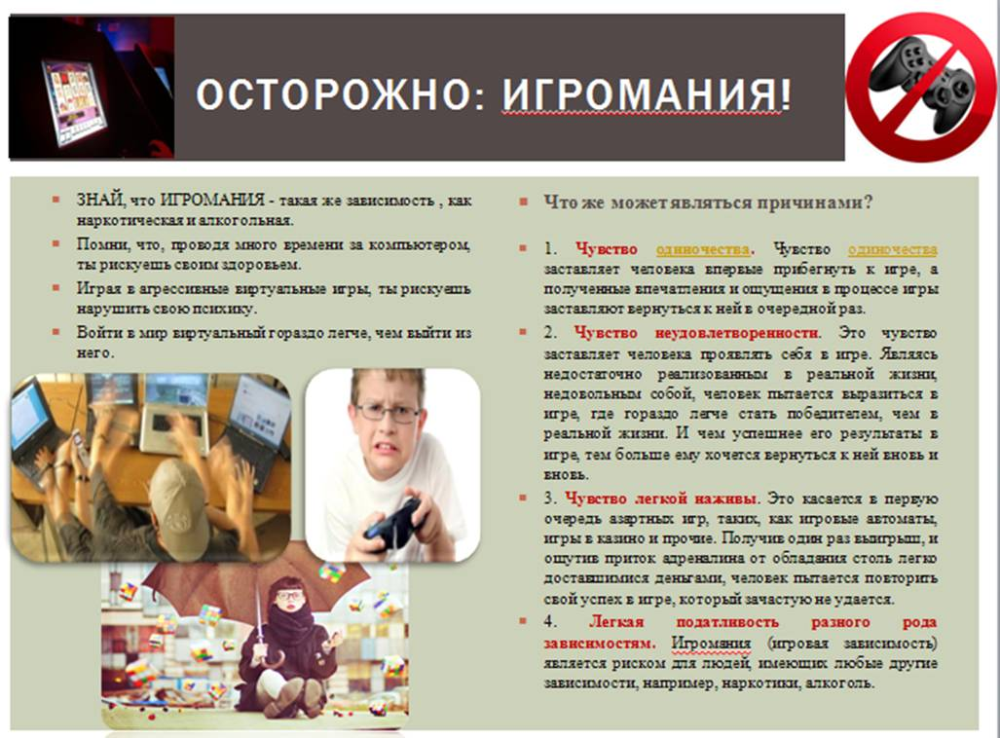 ОСТОРОЖНО: ИГРОМАНИЯ!
ЗНАЙ, что ИГРОМАНИЯ - такая же зависимость , как
наркотическая и алкогольная.
Помни, что, проводя много времени за компьютером,
ты рискуешь своим здоровьем.
Играя в агрессивные виртуальные игры, ты рискуешь
нарушить свою психику.
Войти в мир виртуальный гораздо легче, чем выйти из
него.
Что же может являться причинами?
1. Чувство одиночества. Чувство одиночества
заставляет человека впервые прибегнуть к игре, а
полученные впечатления и ощущения в процессе игры
заставляют вернуться к ней в очередной раз.
2. Чувство неудовлетворенности. Это чувство
заставляет человека проявлять себя в игре. Являясь
недостаточно реализованным в реальной жизни,
недовольным собой, человек пытается выразиться в
игре, где гораздо легче стать победителем, чем в
реальной жизни. И чем успешнее его результаты в
игре, тем больше ему хочется вернуться к ней вновь и
вновь.
3. Чувство легкой наживы. Это касается в первую
очередь азартных игр, таких, как игровые автоматы,
игры в казино и прочие. Получив один раз выигрыш, и
ощутив приток адреналина от обладания столь легко
доставшимися деньгами, человек пытается повторить
свой успех в игре, который зачастую не удается.
4. Легкая податливость разного рода
зависимостям. Игромания (игровая зависимость)
является риском для людей, имеющих любые другие
зависимости, например, наркотики, алкоголь.